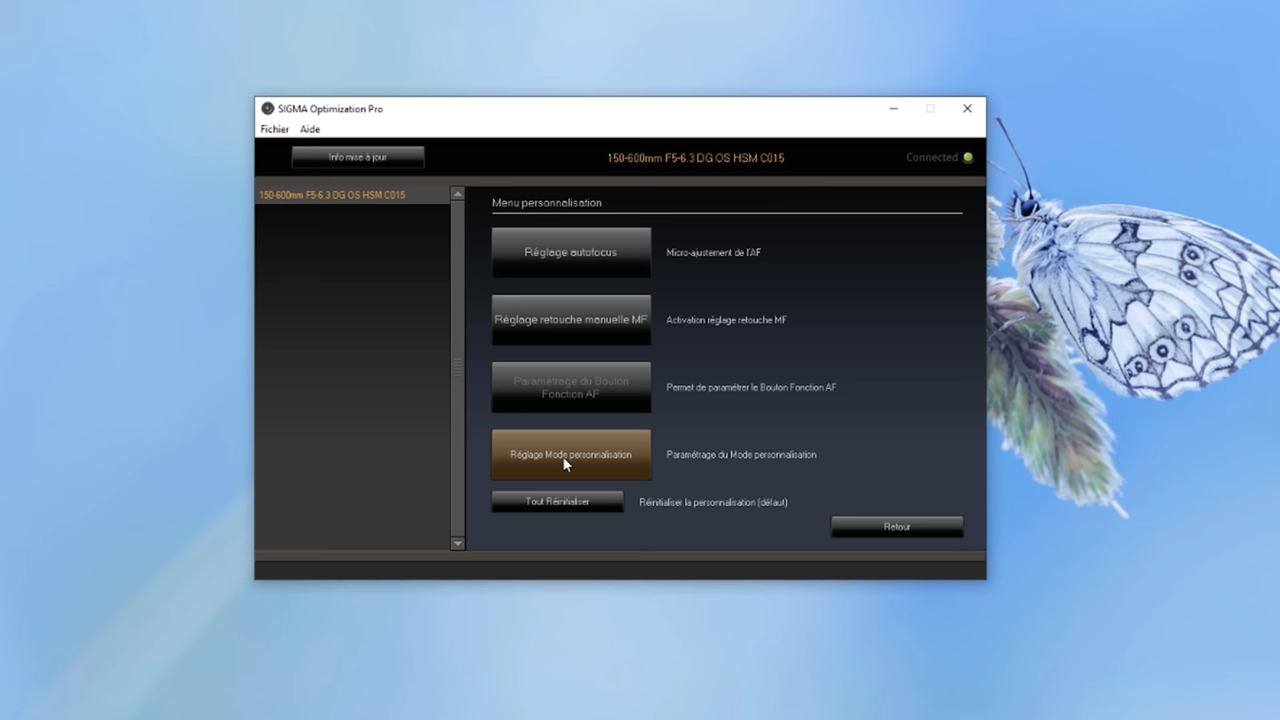 SIGMA Optimization Pro
Fichier Aide
Info mise à jour
150-600mm F5-6.3 DG OS HSM C015
Connected
150-600mm F5-6.3 DG OS HSM C015
Menu personnalisation
Réglage autofocus
Micro-ajustement de l'AF
Réglage retouche manuelle MF
Activation réglage retouche MF
Paramétrage du Bouton
Fonction AF
Permet de paramétrer le Bouton Fonction AF
Réglage Mode personnalisation
Paramétrage du Mode personnalisation
Tout Réinitialiser
Réinitialiser la personnalisation (défaut)
Retour